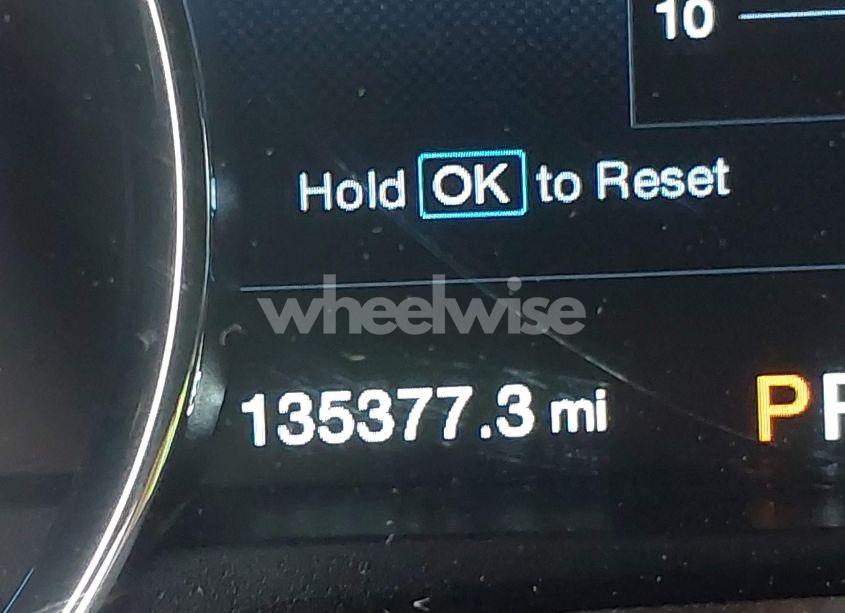 10
Hold OK to Reset
wheelwise
135377.3 mi
P